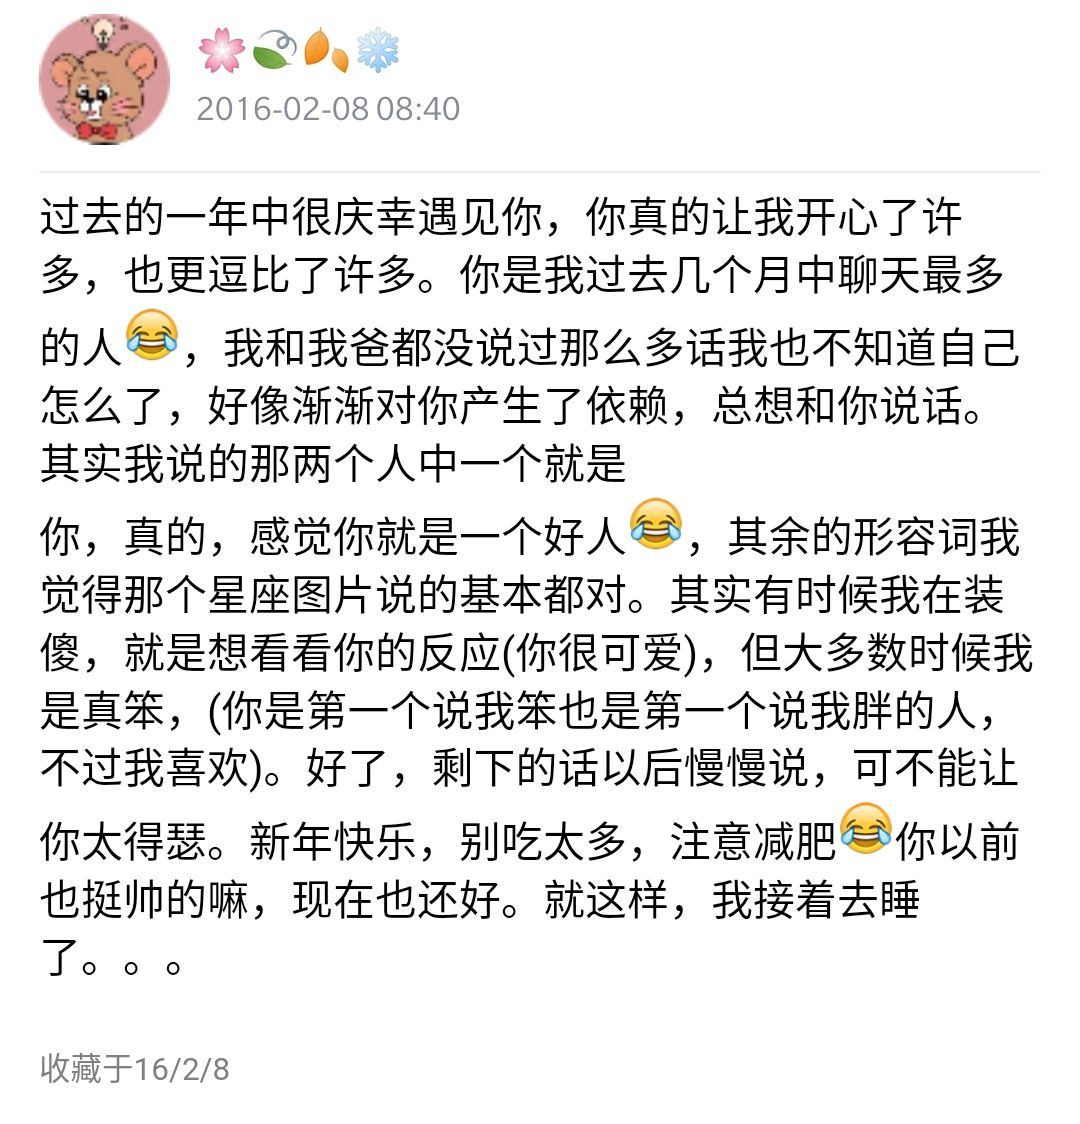 🌸🍃🍂❄️
2016-02-08 08:40
过去的一年中很庆幸遇见你，你真的让我开心了许
多，也更逗比了许多。你是我过去几个月中聊天最多
的人😂，我和我爸都没说过那么多话我也不知道自己
怎么了，好像渐渐对你产生了依赖，总想和你说话。
其实我说的那两个人中一个就是
你，真的，感觉你就是一个好人😂，其余的形容词我
觉得那个星座图片说的基本都对。其实有时候我在装
傻，就是想看看你的反应(你很可爱)，但大多数时候我
是真笨，(你是第一个说我笨也是第一个说我胖的人，
不过我喜欢)。好了，剩下的话以后慢慢说，可不能让
你太得瑟。新年快乐，别吃太多，注意减肥😂你以前
也挺帅的嘛，现在也还好。就这样，我接着去睡
了。。。
收藏于16/2/8